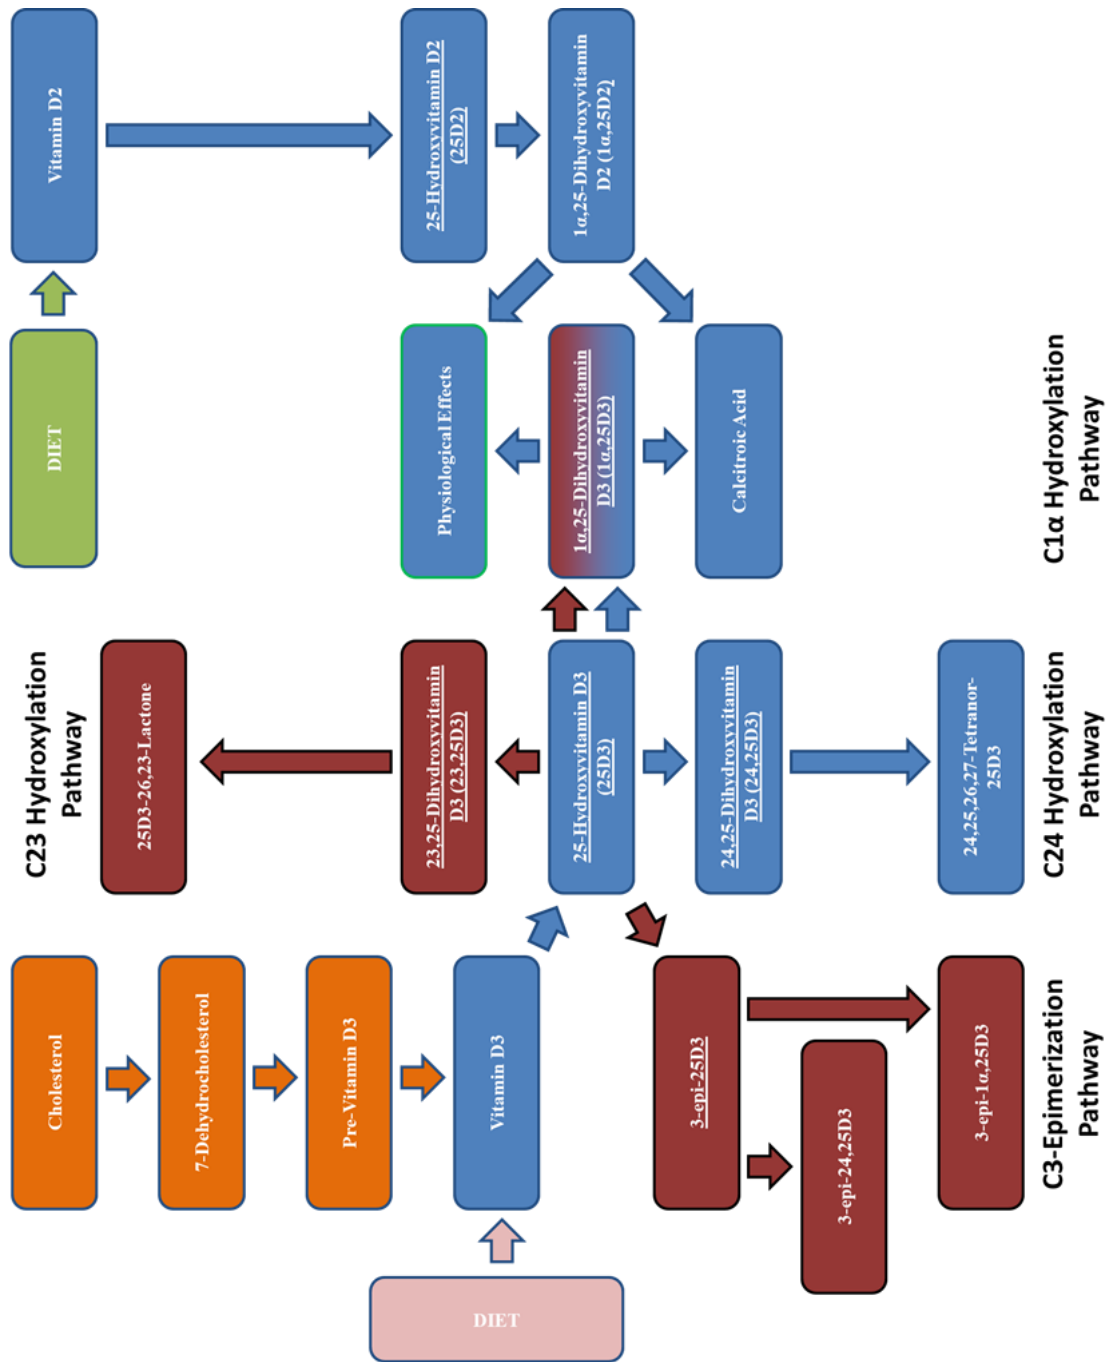 Cholesterol
C23 Hydroxylation
Pathway
DIET
Vitamin D2
25D3-26,23-Lactone
7-Dehydrocholesterol
Pre-Vitamin D3
23,25-Dihydroxyvitamin
D3 (23,25D3)
Physiological Effects
25-Hydroxyvitamin D2
(25D2)
DIET
Vitamin D3
25-Hydroxyvitamin D3
(25D3)
1α,25-Dihydroxyvitamin
D3 (1α,25D3)
1α,25-Dihydroxyvitamin
D2 (1α,25D2)
3-epi-25D3
24,25-Dihydroxyvitamin
D3 (24,25D3)
Calcitroic Acid
3-epi-24,25D3
3-epi-1α,25D3
24,25,26,27-Tetranor-
25D3
C3-Epimerization
Pathway
C24 Hydroxylation
Pathway
C1α Hydroxylation
Pathway